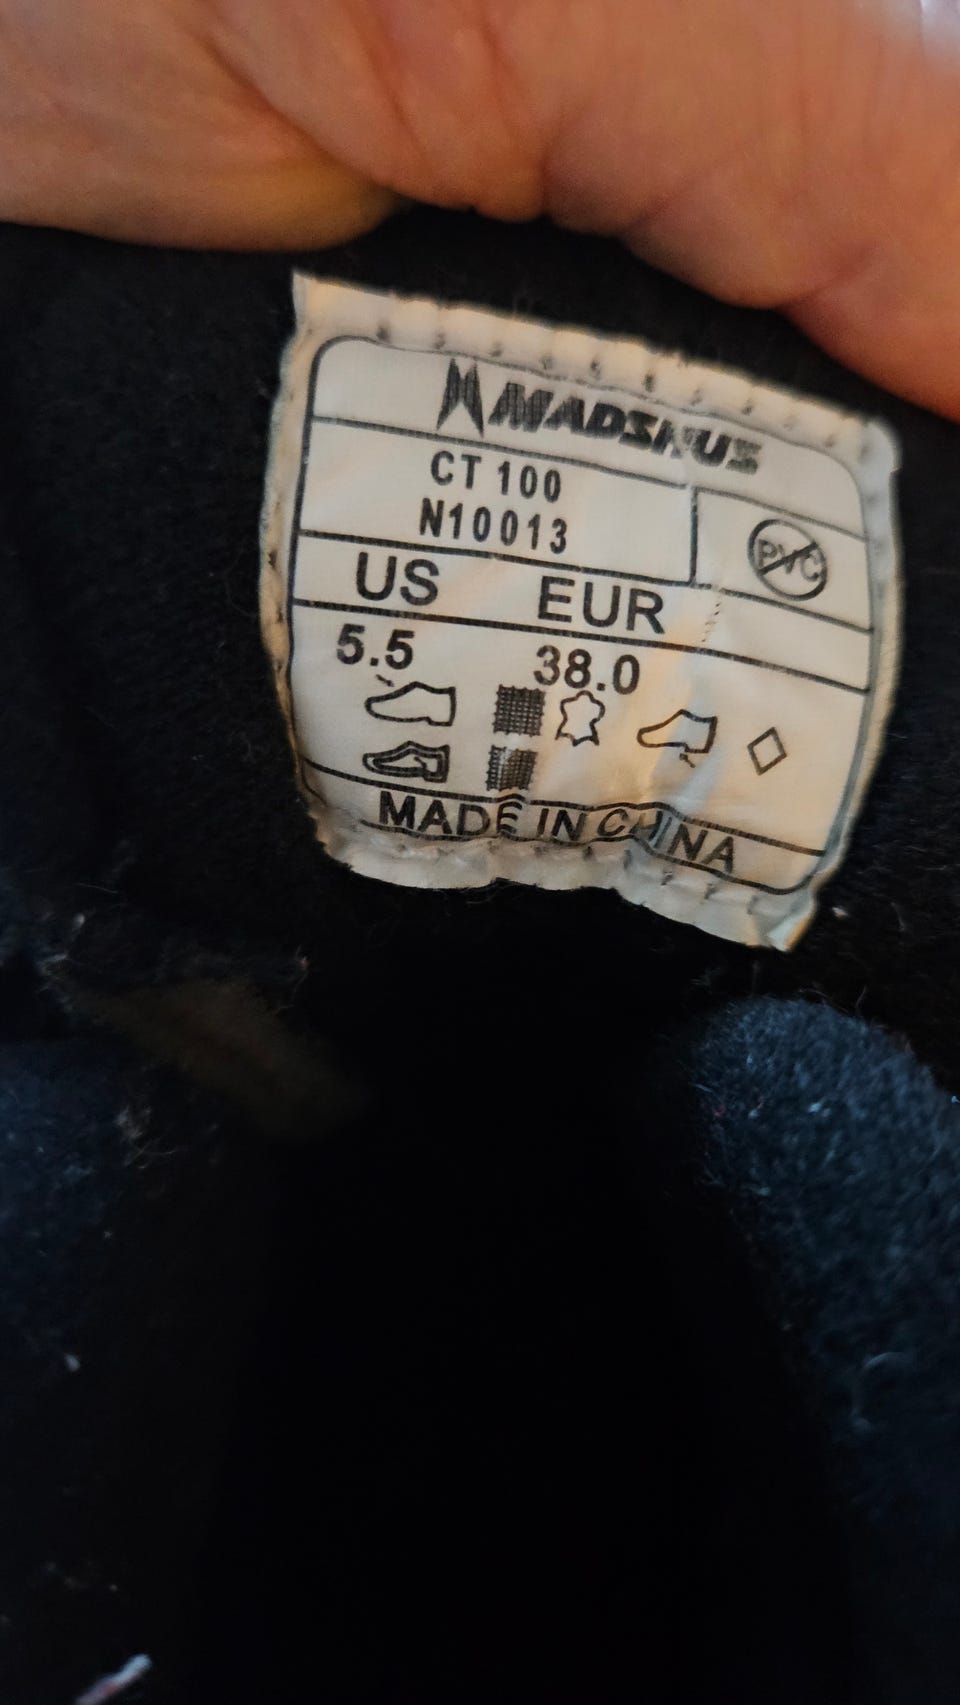 MADSHUS
CT 100
N10013
PVC
US EUR
5.5 38.0
MADE IN CHINA